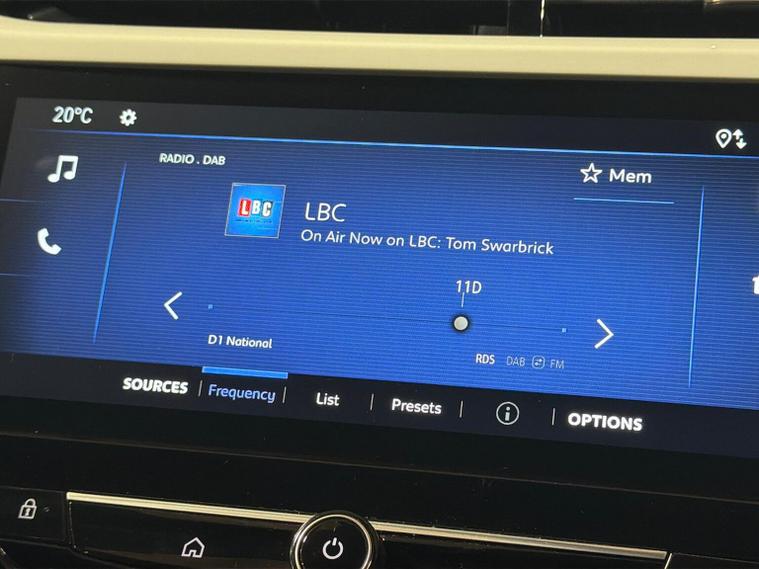 20°C
RADIO . DAB
Mem
LBC
LBC
On Air Now on LBC: Tom Swarbrick
11D
D1 National
RDS DAB FM
SOURCES Frequency List Presets OPTIONS